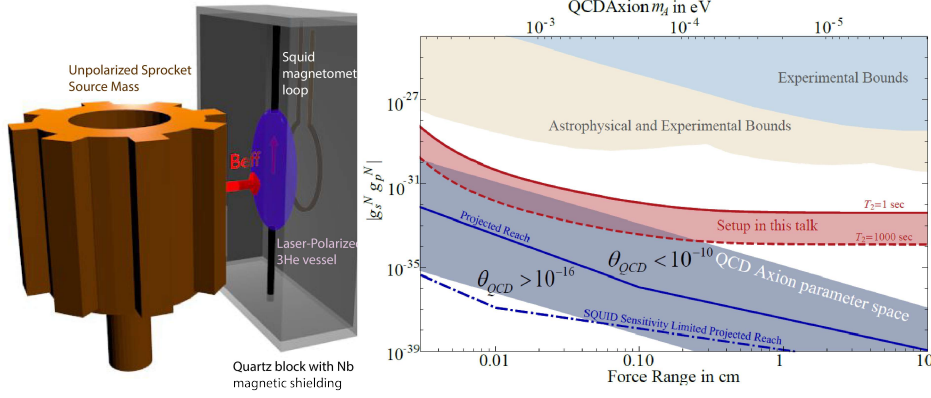 Unpolarized Sprocket
Source Mass
Squid
magnetomet
loop
Beff
Laser-Polarized
3He vessel
Quartz block with Nb
magnetic shielding
QCD Axion m_A in eV
10^-3
10^-4
10^-5
Experimental Bounds
Astrophysical and Experimental Bounds
10^-27
10^-31
10^-35
10^-39
|g_s^N g_p^N|
T_2=1 sec
Setup in this talk
T_2=1000 sec
Projected Reach
θ_QCD <10^-10
θ_QCD >10^-16
QCD Axion parameter space
SQUID Sensitivity Limited Projected Reach
0.01
0.10
1
10
Force Range in cm